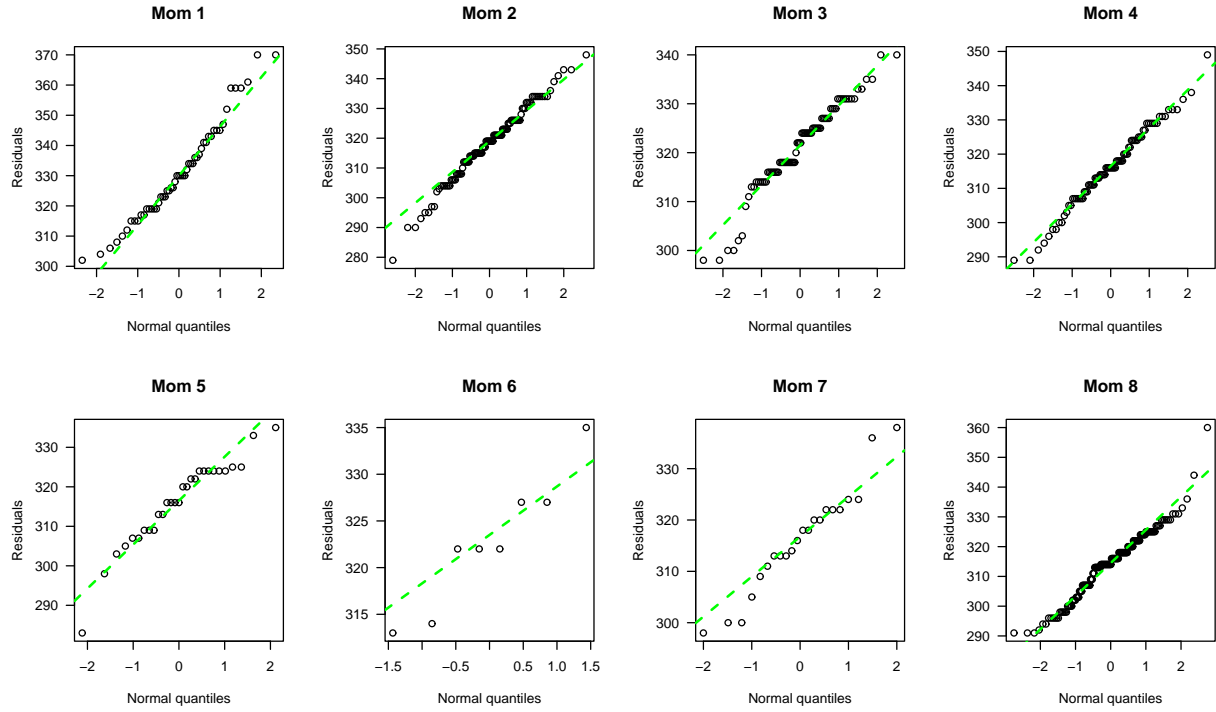 Mom 1
Mom 2
Mom 3
Mom 4
Residuals
370
360
350
340
330
320
310
300
−2 −1 0 1 2
Normal quantiles
Residuals
350
340
330
320
310
300
290
280
−2 −1 0 1 2
Normal quantiles
Residuals
340
330
320
310
300
−2 −1 0 1 2
Normal quantiles
Residuals
350
340
330
320
310
300
290
−2 −1 0 1 2
Normal quantiles
Mom 5
Mom 6
Mom 7
Mom 8
Residuals
330
320
310
300
290
−2 −1 0 1 2
Normal quantiles
Residuals
335
330
325
320
315
−1.5 −0.5 0.5 1.5
Normal quantiles
Residuals
330
320
310
300
−2 −1 0 1 2
Normal quantiles
Residuals
360
350
340
330
320
310
300
290
−2 −1 0 1 2
Normal quantiles